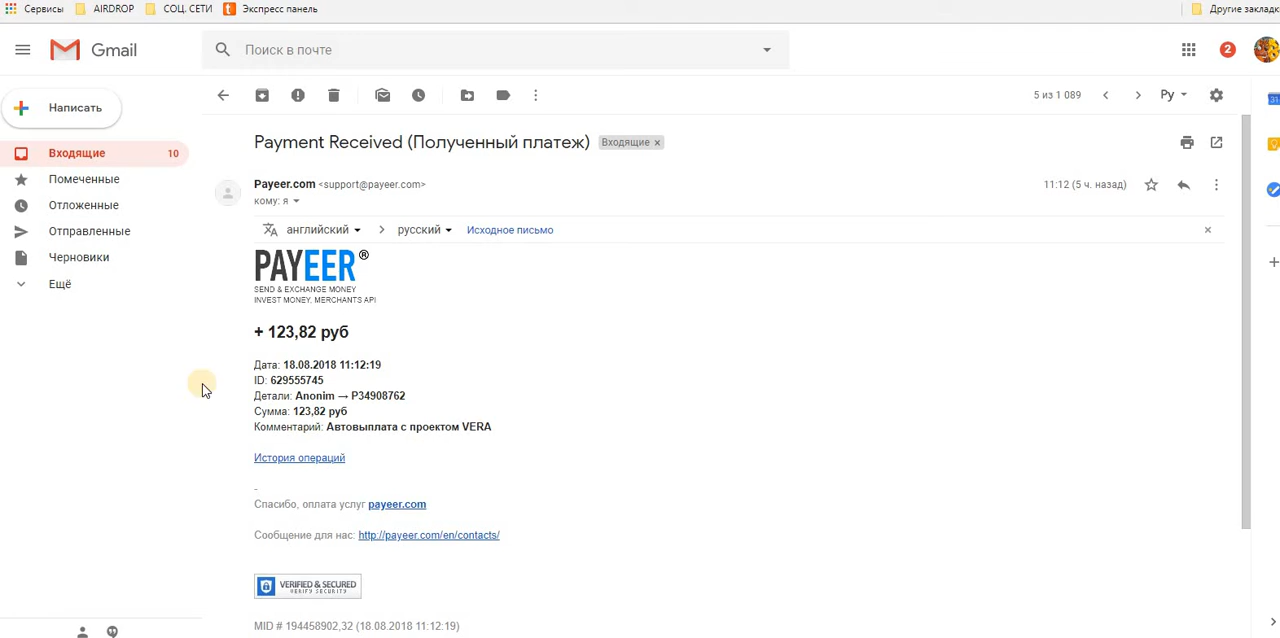 Сервисы AIRDROP СОЦ. СЕТИ Экспресс панель Другие закладк
Gmail Поиск в почте 2
Написать
5 из 1 089 Ру
Payment Received (Полученный платеж) Входящие ×
Входящие 10
Помеченные
Отложенные
Отправленные
Черновики
Ещё
Payeer.com <support@payeer.com> 11:12 (5 ч. назад)
кому: я
английский > русский Исходное письмо ×
PAYEER®
SEND & EXCHANGE MONEY
INVEST MONEY, MERCHANTS API
+ 123,82 руб
Дата: 18.08.2018 11:12:19
ID: 629555745
Детали: Anonim → P34908762
Сумма: 123,82 руб
Комментарий: Автовыплата с проектом VERA
История операций
-
Спасибо, оплата услуг payeer.com
Сообщение для нас: http://payeer.com/en/contacts/
VERIFIED & SECURED
VERIFY SECURITY
MID # 194458902,32 (18.08.2018 11:12:19)